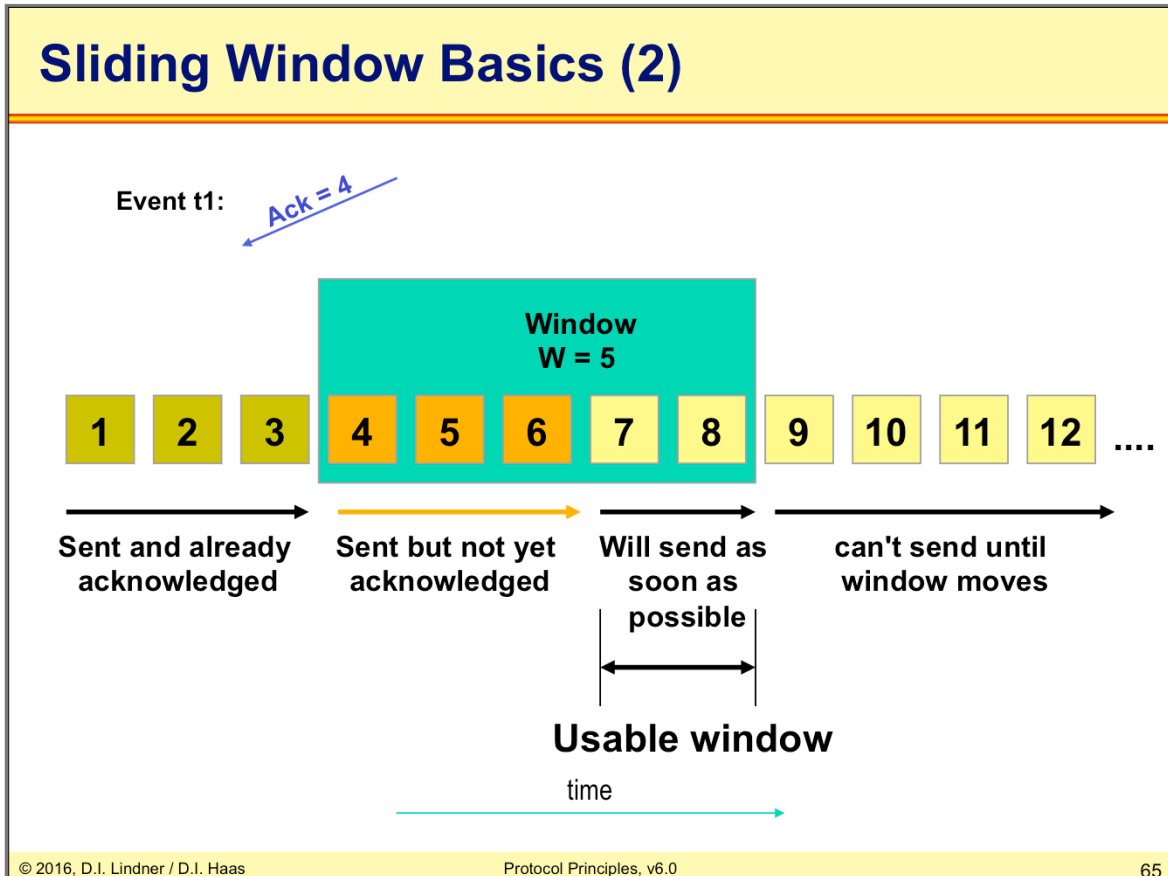 Sliding Window Basics (2)
Event t1:
Ack = 4
Window
W = 5
1 2 3 4 5 6 7 8 9 10 11 12 ....
Sent and already
acknowledged
Sent but not yet
acknowledged
Will send as
soon as
possible
can't send until
window moves
Usable window
time
© 2016, D.I. Lindner / D.I. Haas
Protocol Principles, v6.0
65